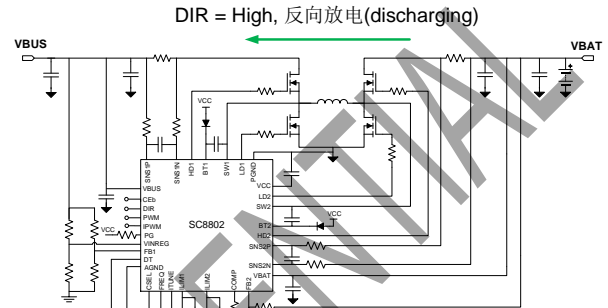 DIR = High, 反向放电(discharging)
VBUS
VBAT
VCC
SNS1P
SNS1N
HD1
BT1
SW1
LD1
PGND
VBUS
CEb
DIR
PWM
IPWM
PG
VCC
VINREG
FB1
DT
AGND
SC8802
VCC
LD2
SW2
BT2
VCC
HD2
SNS2P
SNS2N
VBAT
CSEL
FREQ
ITUNE
ILIM1
ILIM2
COMP
FB2
ENTIAL